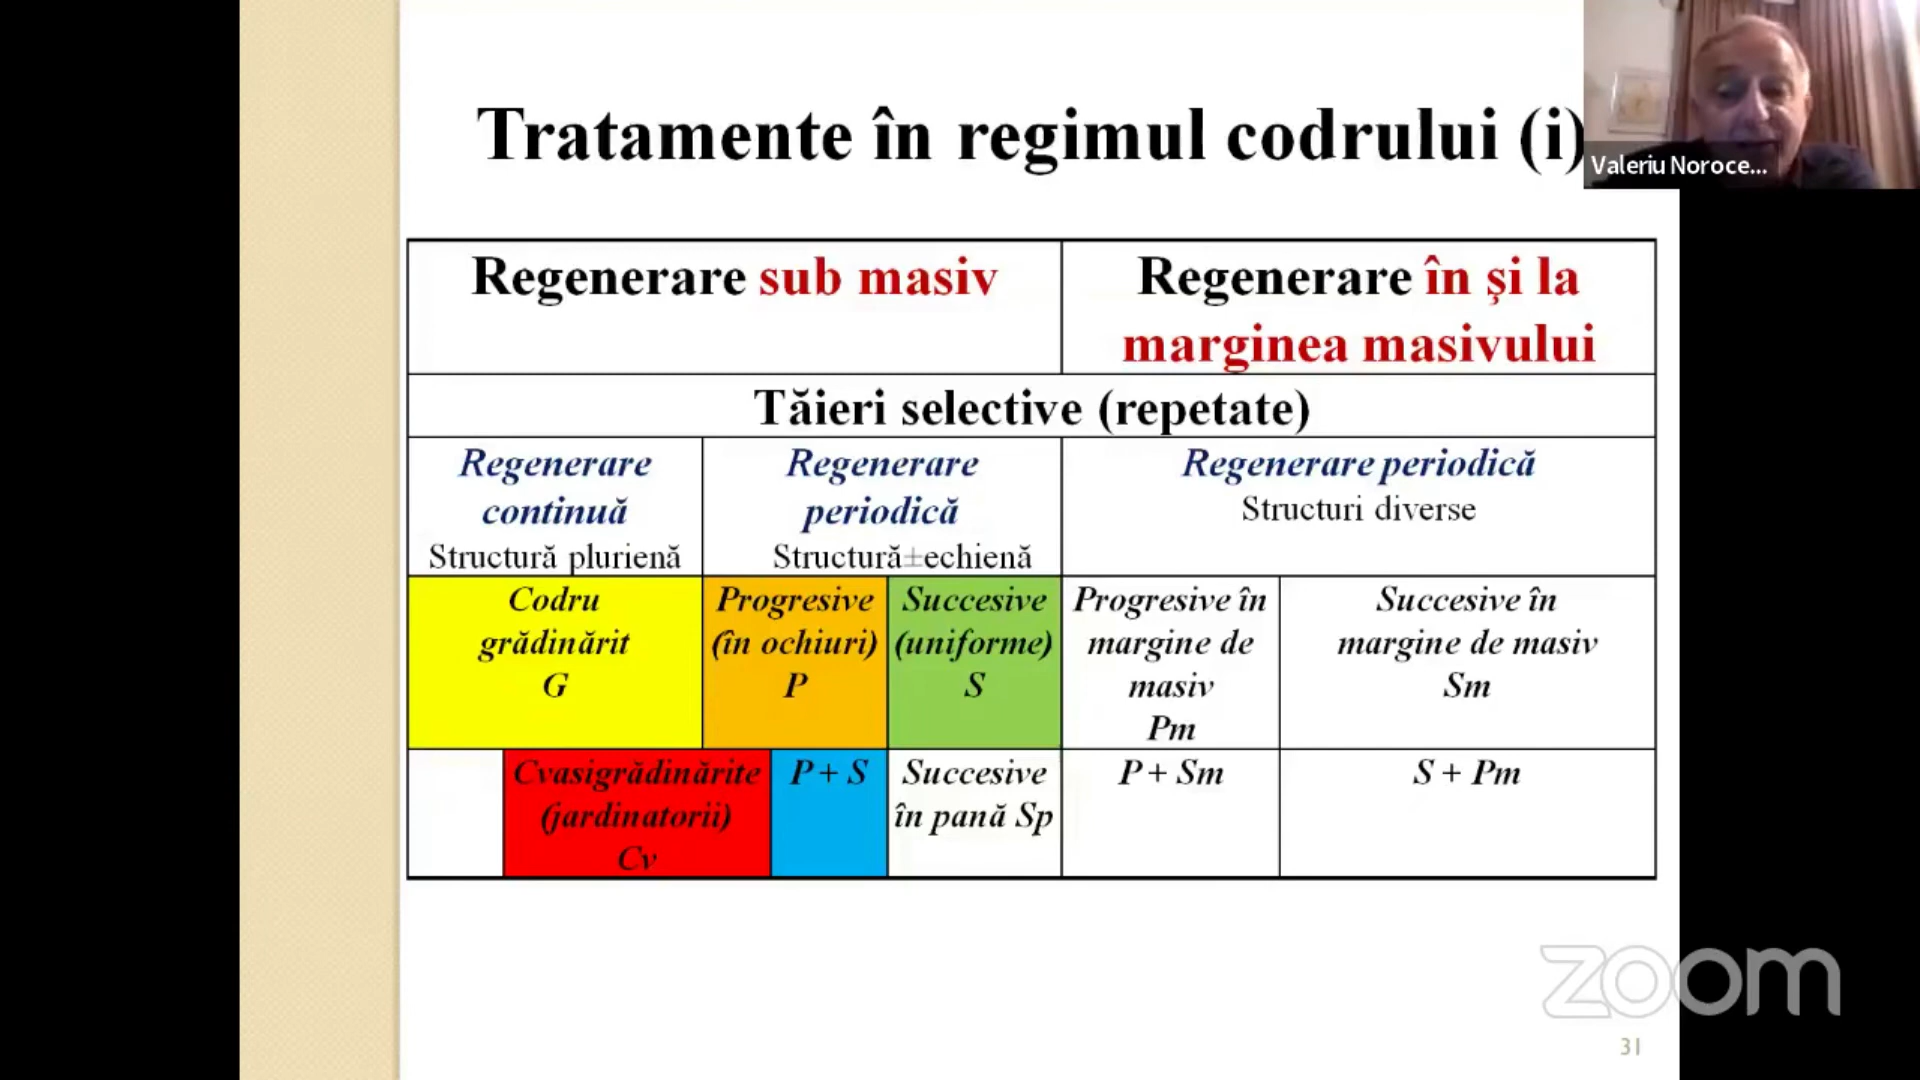 Tratamente în regimul codrului (i)
Valeriu Noroce...
Regenerare sub masiv
Regenerare în și la
marginea masivului
Tăieri selective (repetate)
Regenerare
continuă
Structură plurienă
Regenerare
periodică
Structură±echienă
Regenerare periodică
Structuri diverse
Codru
grădinărit
G
Progresive
(în ochiuri)
P
Succesive
(uniforme)
S
Progresive în
margine de
masiv
Pm
Succesive în
margine de masiv
Sm
Cvasigrădinărite
(jardinatorii)
Cv
P + S
Succesive
în pană Sp
P + Sm
S + Pm
zoom
31